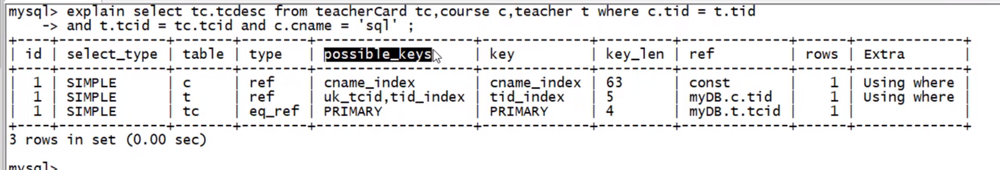 mysql> explain select tc.tcdesc from teacherCard tc,course c,teacher t where c.tid = t.tid
    -> and t.tcid = tc.tcid and c.cname = 'sql' ;
+----+-------------+-------+--------+------------------+-------------+---------+-------------+------+-------------+
| id | select_type | table | type   | possible_keys    | key         | key_len | ref         | rows | Extra       |
+----+-------------+-------+--------+------------------+-------------+---------+-------------+------+-------------+
|  1 | SIMPLE      | c     | ref    | cname_index      | cname_index | 63      | const       |    1 | Using where |
|  1 | SIMPLE      | t     | ref    | uk_tcid,tid_index | tid_index   | 5       | myDB.c.tid  |    1 | Using where |
|  1 | SIMPLE      | tc    | eq_ref | PRIMARY          | PRIMARY     | 4       | myDB.t.tcid |    1 |             |
+----+-------------+-------+--------+------------------+-------------+---------+-------------+------+-------------+
3 rows in set (0.00 sec)
mysql>